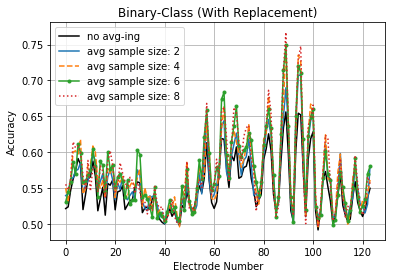 Binary-Class (With Replacement)
no avg-ing
avg sample size: 2
avg sample size: 4
avg sample size: 6
avg sample size: 8
Accuracy
0.75
0.70
0.65
0.60
0.55
0.50
0 20 40 60 80 100 120
Electrode Number